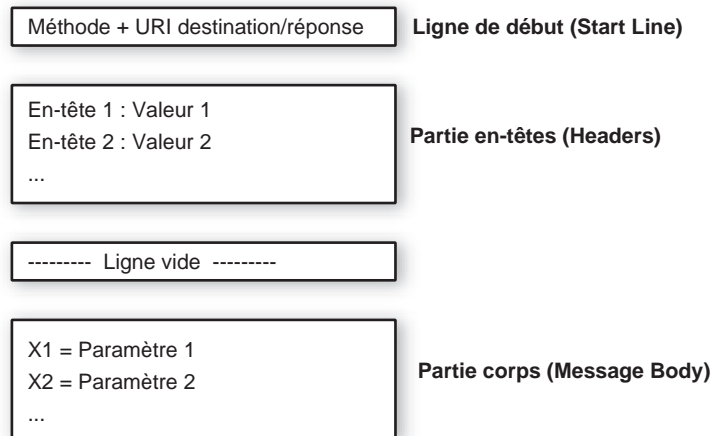 Méthode + URI destination/réponse
Ligne de début (Start Line)
En-tête 1 : Valeur 1
En-tête 2 : Valeur 2
...
Partie en-têtes (Headers)
--------- Ligne vide ---------
X1 = Paramètre 1
X2 = Paramètre 2
...
Partie corps (Message Body)